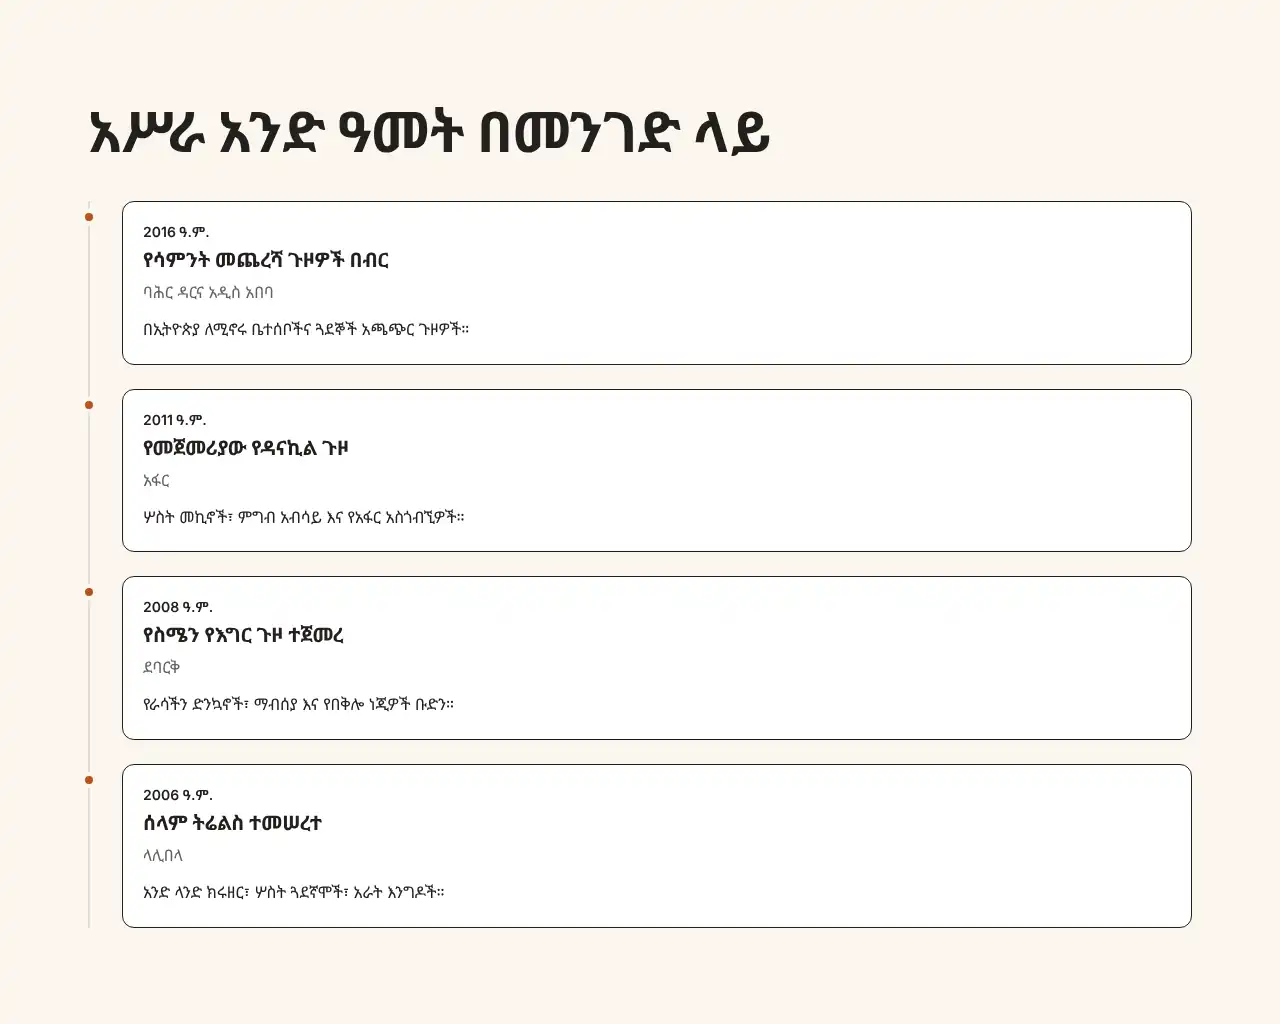 አሥራ አንድ ዓመት በመንገድ ላይ
2016 ዓ.ም.
የሳምንት መጨረሻ ጉዞዎች በብር
ባሕር ዳርና አዲስ አበባ
በኢትዮጵያ ለሚኖሩ ቤተሰቦችና ጓደኞች አጫጭር ጉዞዎች።
2011 ዓ.ም.
የመጀመሪያው የዳናኪል ጉዞ
አፋር
ሦስት መኪኖች፣ ምግብ አብሳይ እና የአፋር አስጎብኚዎች።
2008 ዓ.ም.
የስሜን የእግር ጉዞ ተጀመረ
ደባርቅ
የራሳችን ድንኳኖች፣ ማብሰያ እና የበቅሎ ነጂዎች ቡድን።
2006 ዓ.ም.
ሰላም ትሬልስ ተመሠረተ
ላሊበላ
አንድ ላንድ ክሩዘር፣ ሦስት ጓደኛሞች፣ አራት እንግዶች።